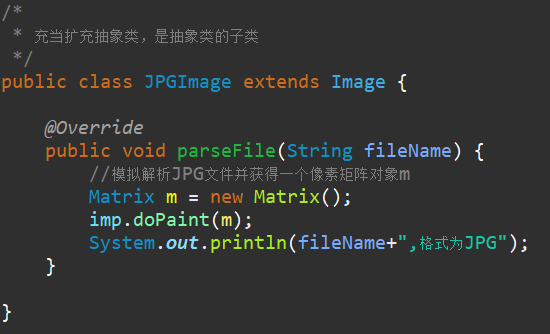 /*
 * 充当扩充抽象类，是抽象类的子类
 */
public class JPGImage extends Image {
@Override
public void parseFile(String fileName) {
//模拟解析JPG文件并获得一个像素矩阵对象m
Matrix m = new Matrix();
imp.doPaint(m);
System.out.println(fileName+",格式为JPG");
}
}